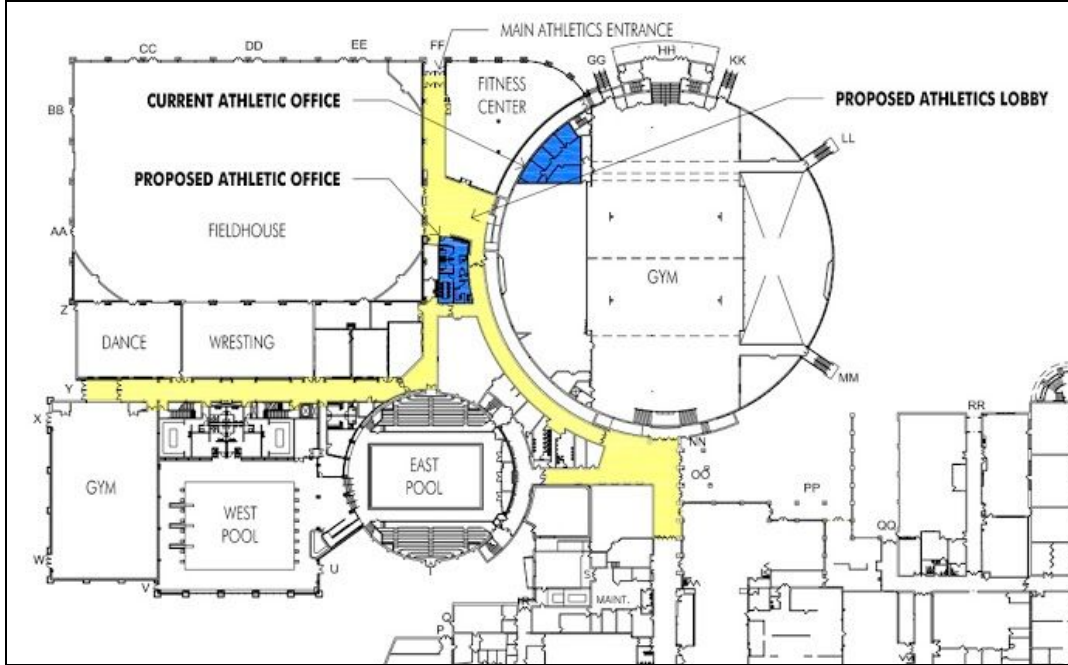 MAIN ATHLETICS ENTRANCE
CC
DD
EE
FF
GG
HH
KK
FITNESS
CENTER
CURRENT ATHLETIC OFFICE
PROPOSED ATHLETICS LOBBY
BB
LL
PROPOSED ATHLETIC OFFICE
AA
FIELDHOUSE
GYM
Z
DANCE
WRESTING
MM
Y
X
RR
NN
EAST
POOL
OO
GYM
PP
WEST
POOL
QQ
W
U
V
T
S
MAINT.
R
Q
P